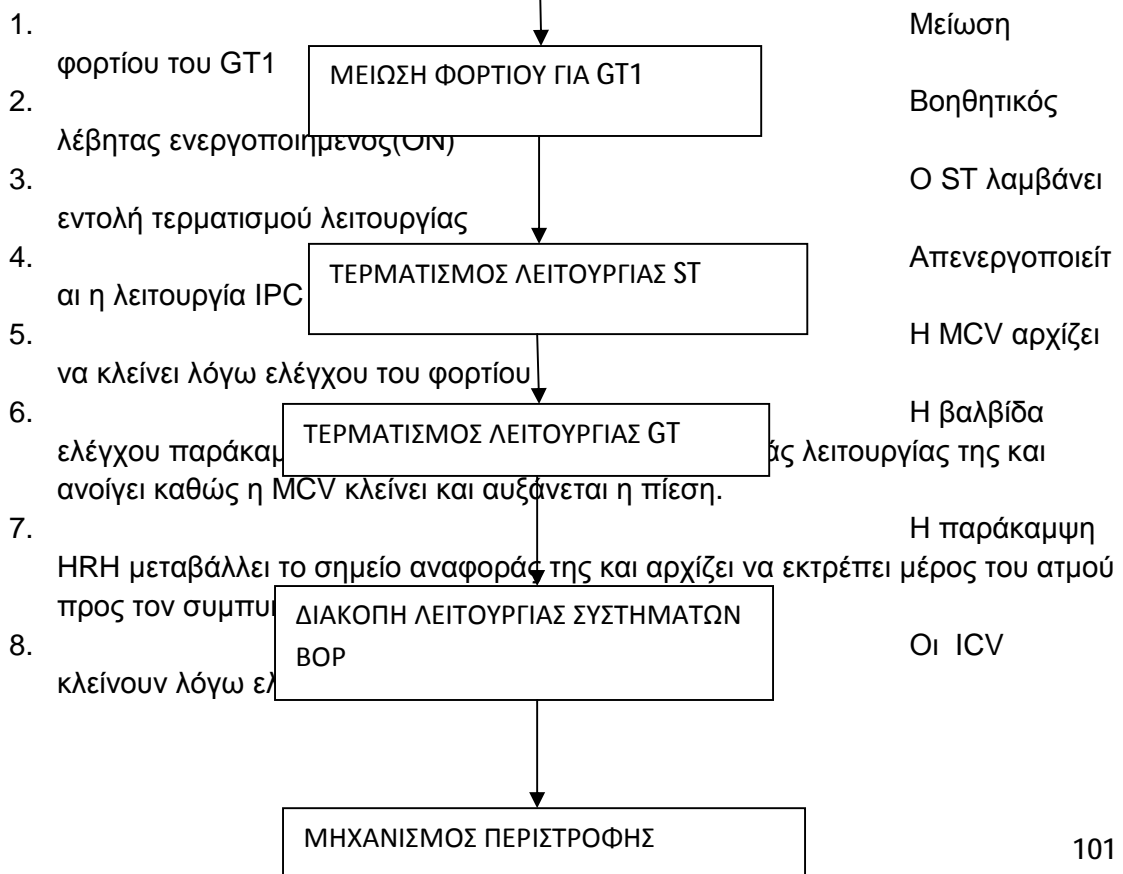 1. Μείωση
φορτίου του GT1
ΜΕΙΩΣΗ ΦΟΡΤΙΟΥ ΓΙΑ GT1
2. Βοηθητικός
λέβητας ενεργοποιημένος(ON)
3. Ο ST λαμβάνει
εντολή τερματισμού λειτουργίας
4. Απενεργοποιείτ
αι η λειτουργία IPC
ΤΕΡΜΑΤΙΣΜΟΣ ΛΕΙΤΟΥΡΓΙΑΣ ST
5. Η MCV αρχίζει
να κλείνει λόγω ελέγχου του φορτίου
6. Η βαλβίδα
ελέγχου λειτουργίας της και
ΤΕΡΜΑΤΙΣΜΟΣ ΛΕΙΤΟΥΡΓΙΑΣ GT
ανοίγει καθώς η MCV κλείνει και αυξάνεται η πίεση.
7. Η παράκαμψη
HRH μεταβάλλει το σημείο αναφοράς της και αρχίζει να εκτρέπει μέρος του ατμού
προς τον
ΔΙΑΚΟΠΗ ΛΕΙΤΟΥΡΓΙΑΣ ΣΥΣΤΗΜΑΤΩΝ
BOP
8. Οι ICV
κλείνουν λόγω
ΜΗΧΑΝΙΣΜΟΣ ΠΕΡΙΣΤΡΟΦΗΣ
101